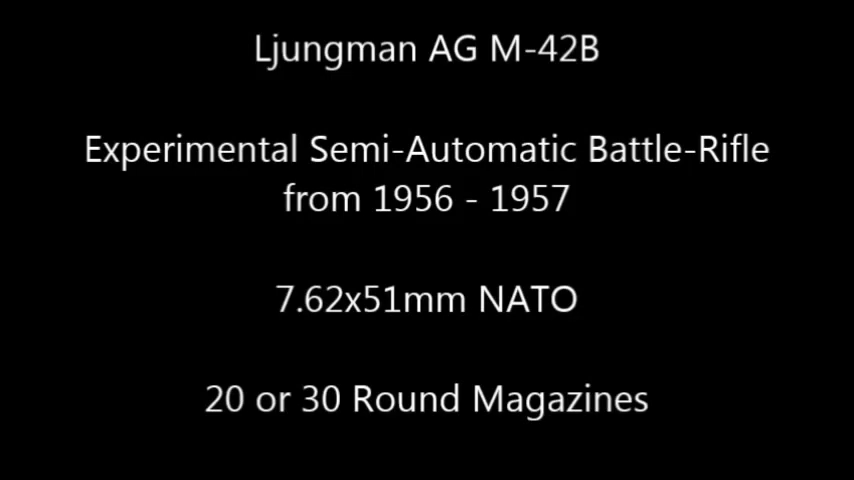 Ljungman AG M-42B
Experimental Semi-Automatic Battle-Rifle
from 1956 - 1957
7.62x51mm NATO
20 or 30 Round Magazines